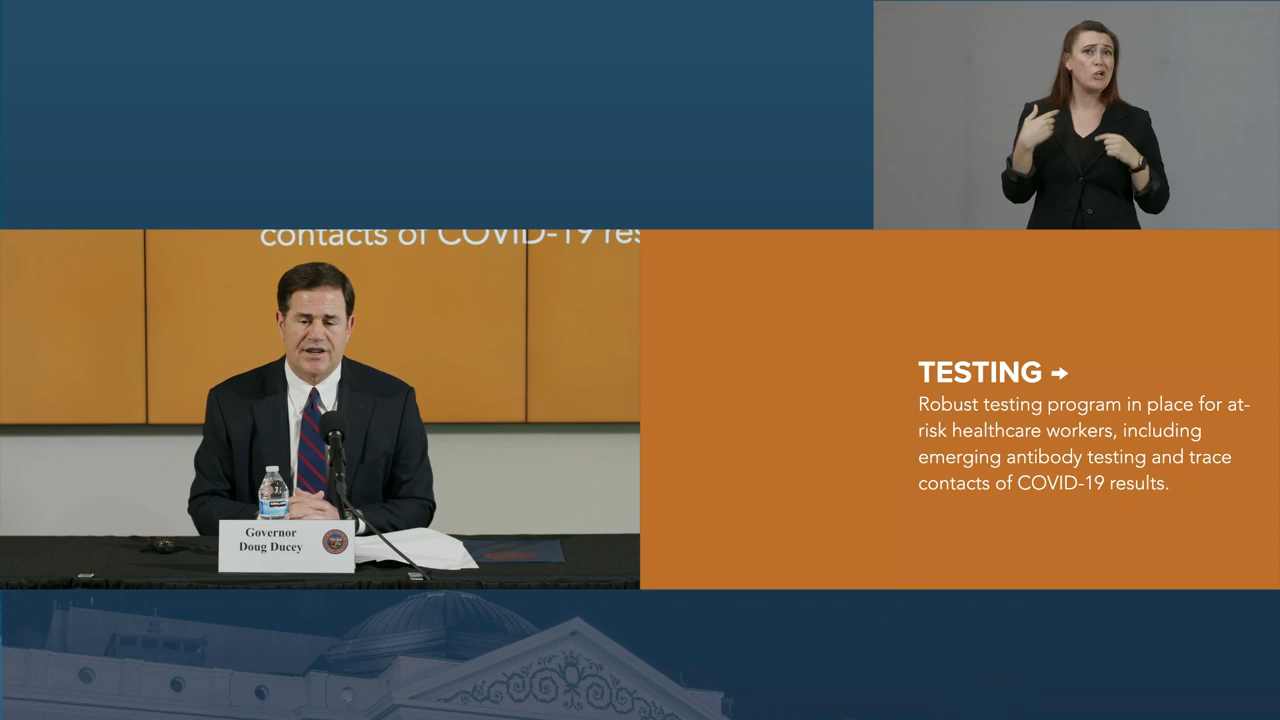 contacts of COVID-19 res
Governor
Doug Ducey
TESTING →
Robust testing program in place for at-
risk healthcare workers, including
emerging antibody testing and trace
contacts of COVID-19 results.